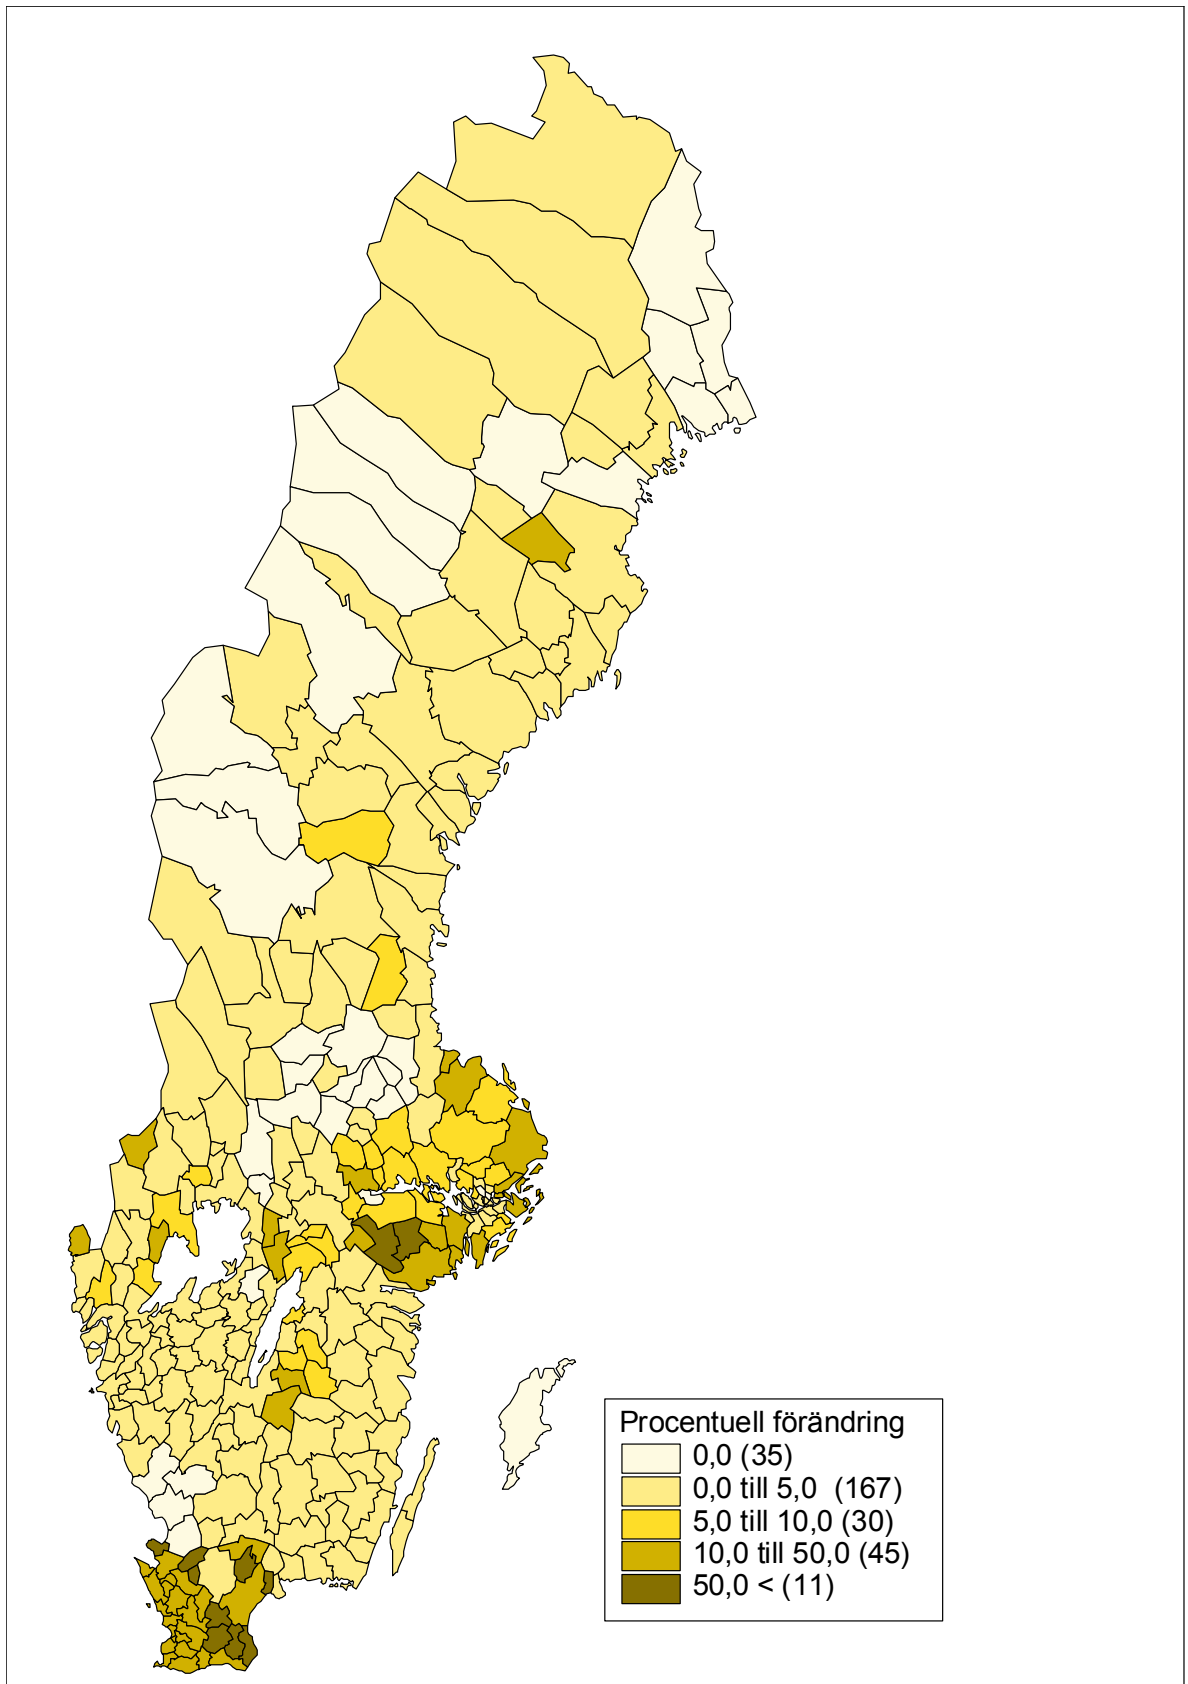 Procentuell förändring
0,0 (35)
0,0 till 5,0 (167)
5,0 till 10,0 (30)
10,0 till 50,0 (45)
50,0 < (11)